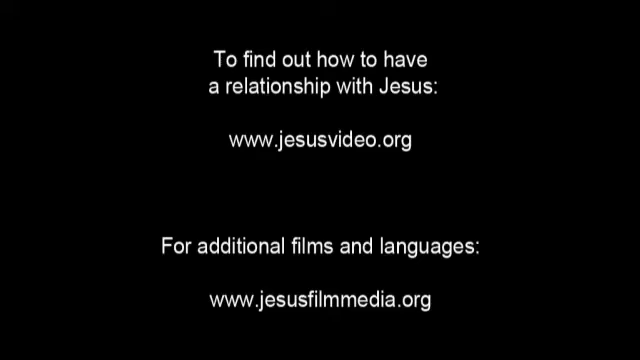 To find out how to have
a relationship with Jesus:
www.jesusvideo.org
For additional films and languages:
www.jesusfilmmedia.org